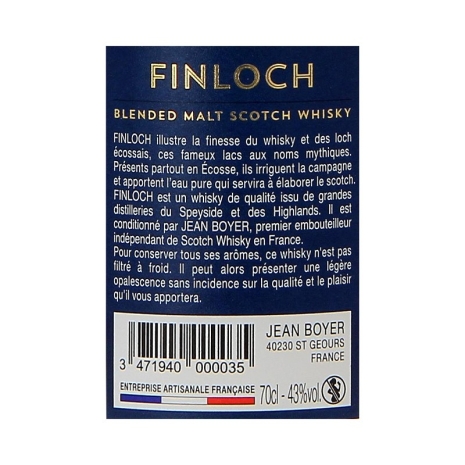 FINLOCH
BLENDED MALT SCOTCH WHISKY
FINLOCH illustre la finesse du whisky et des loch
écossais, ces fameux lacs aux noms mythiques.
Présents partout en Écosse, ils irriguent la campagne
et apportent l'eau pure qui servira à élaborer le scotch.
FINLOCH est un whisky de qualité issu de grandes
distilleries du Speyside et des Highlands. Il est
conditionné par JEAN BOYER, premier embouteilleur
indépendant de Scotch Whisky en France.
Pour conserver tous ses arômes, ce whisky n'est pas
filtré à froid. Il peut alors présenter une légère
opalescence sans incidence sur la qualité et le plaisir
qu'il vous apportera.
JEAN BOYER
40230 ST GEOURS
FRANCE
3 471940 000035
ENTREPRISE ARTISANALE FRANÇAISE
70cl - 43%vol.